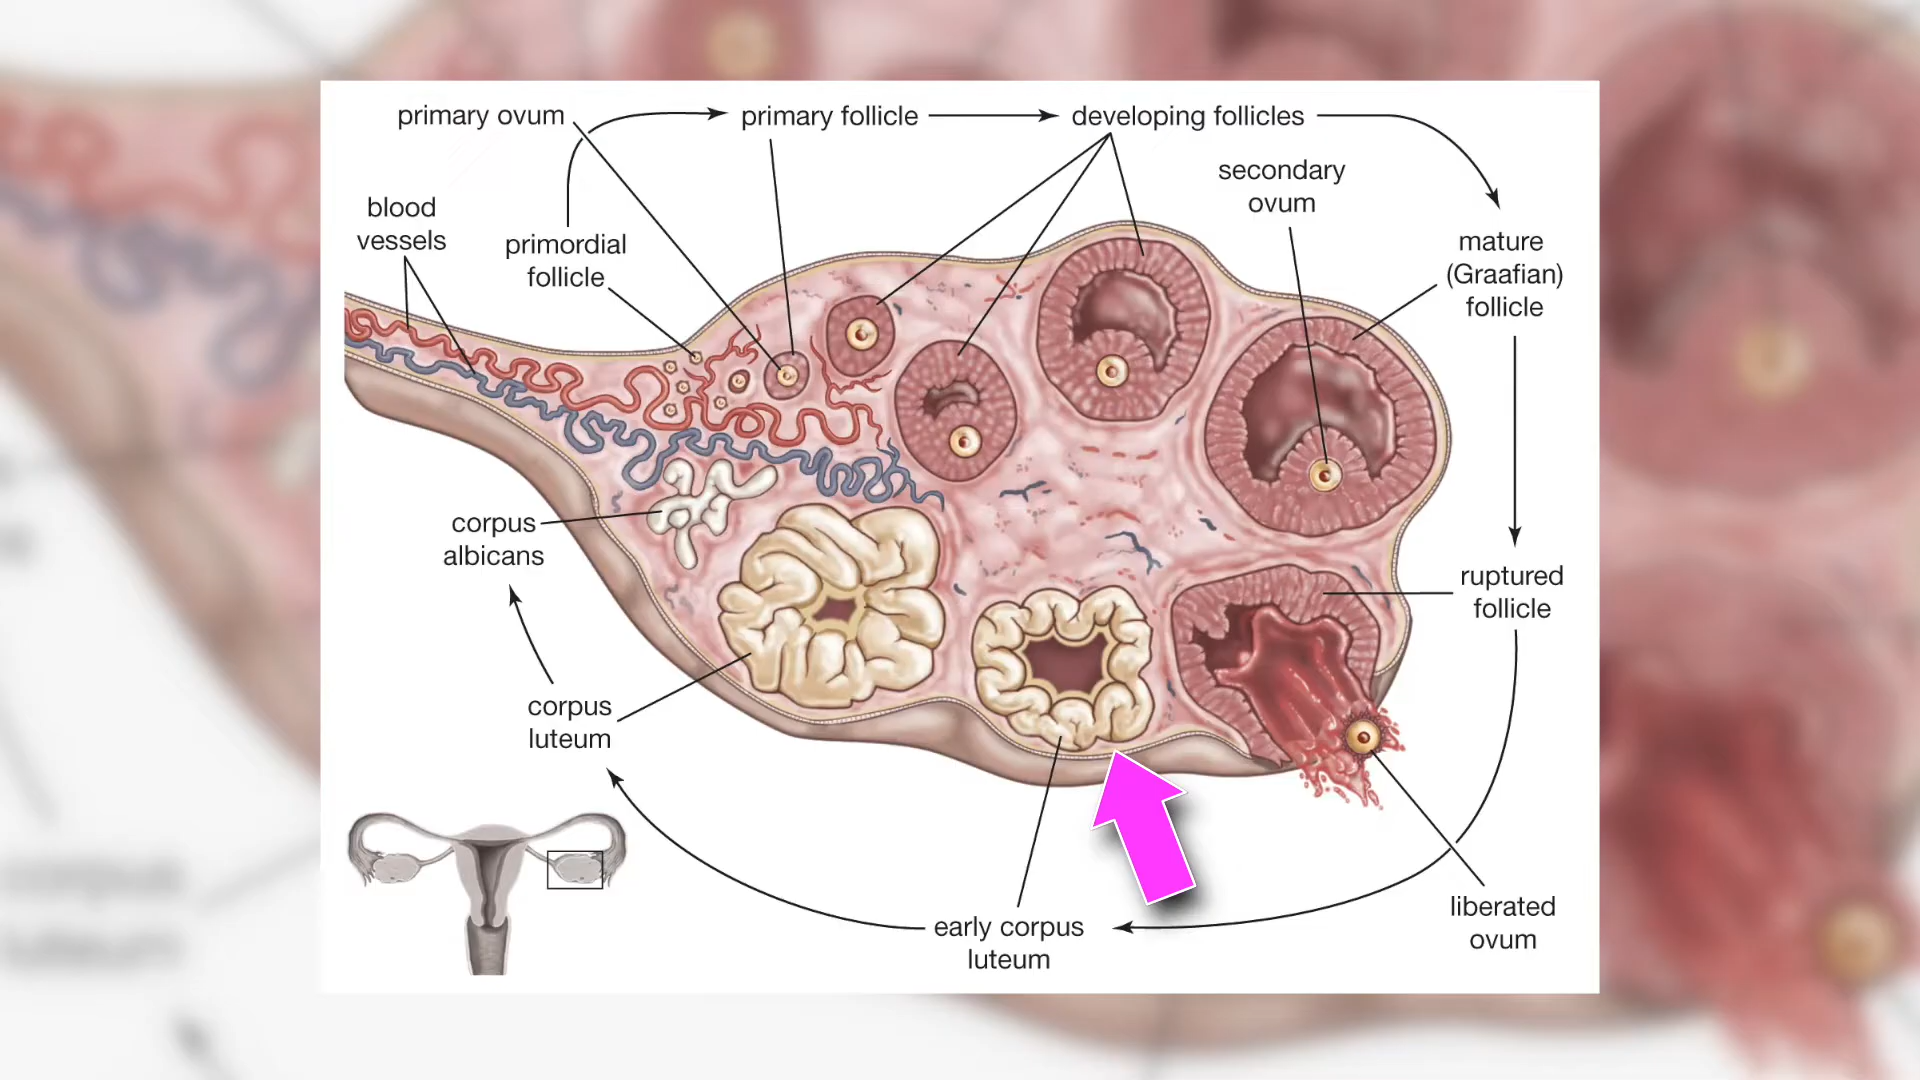 primary ovum
primary follicle
developing follicles
secondary
ovum
blood
vessels
primordial
follicle
mature
(Graafian)
follicle
corpus
albicans
ruptured
follicle
corpus
luteum
early corpus
luteum
liberated
ovum